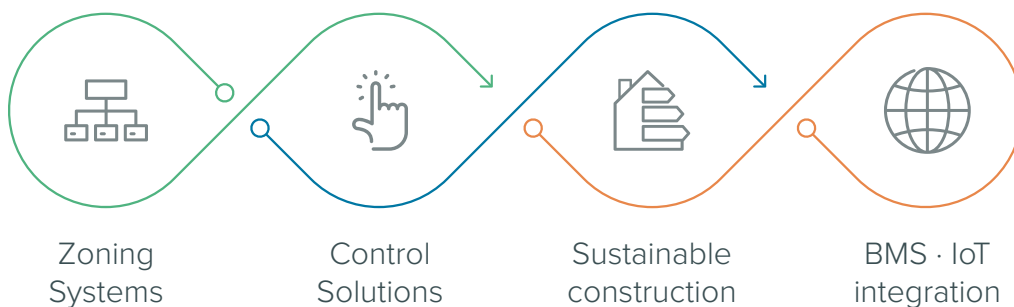 Zoning
Systems
Control
Solutions
Sustainable
construction
BMS · IoT
integration